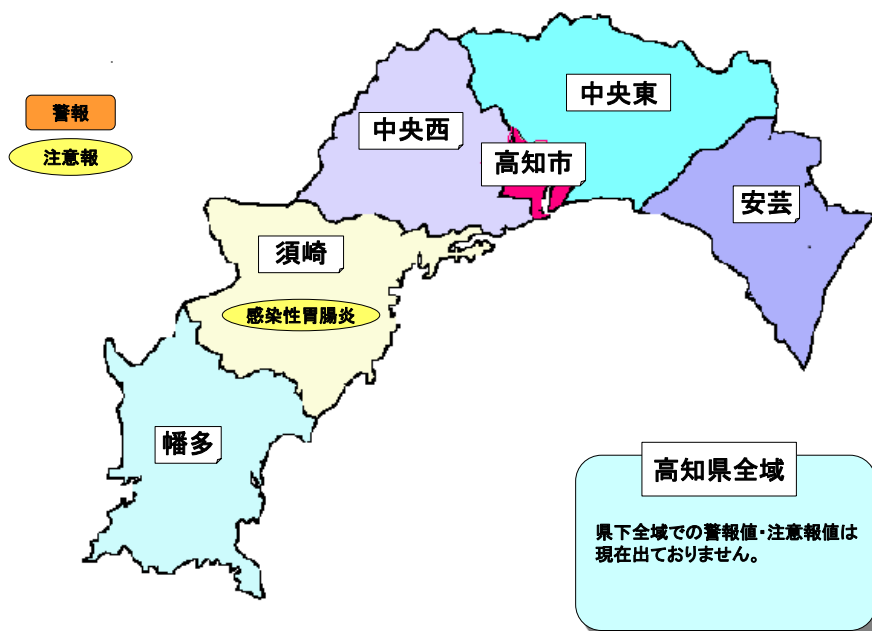 警報
注意報
中央東
中央西
高知市
安芸
須崎
感染性胃腸炎
幡多
高知県全域
県下全域での警報値・注意報値は
現在出ておりません。